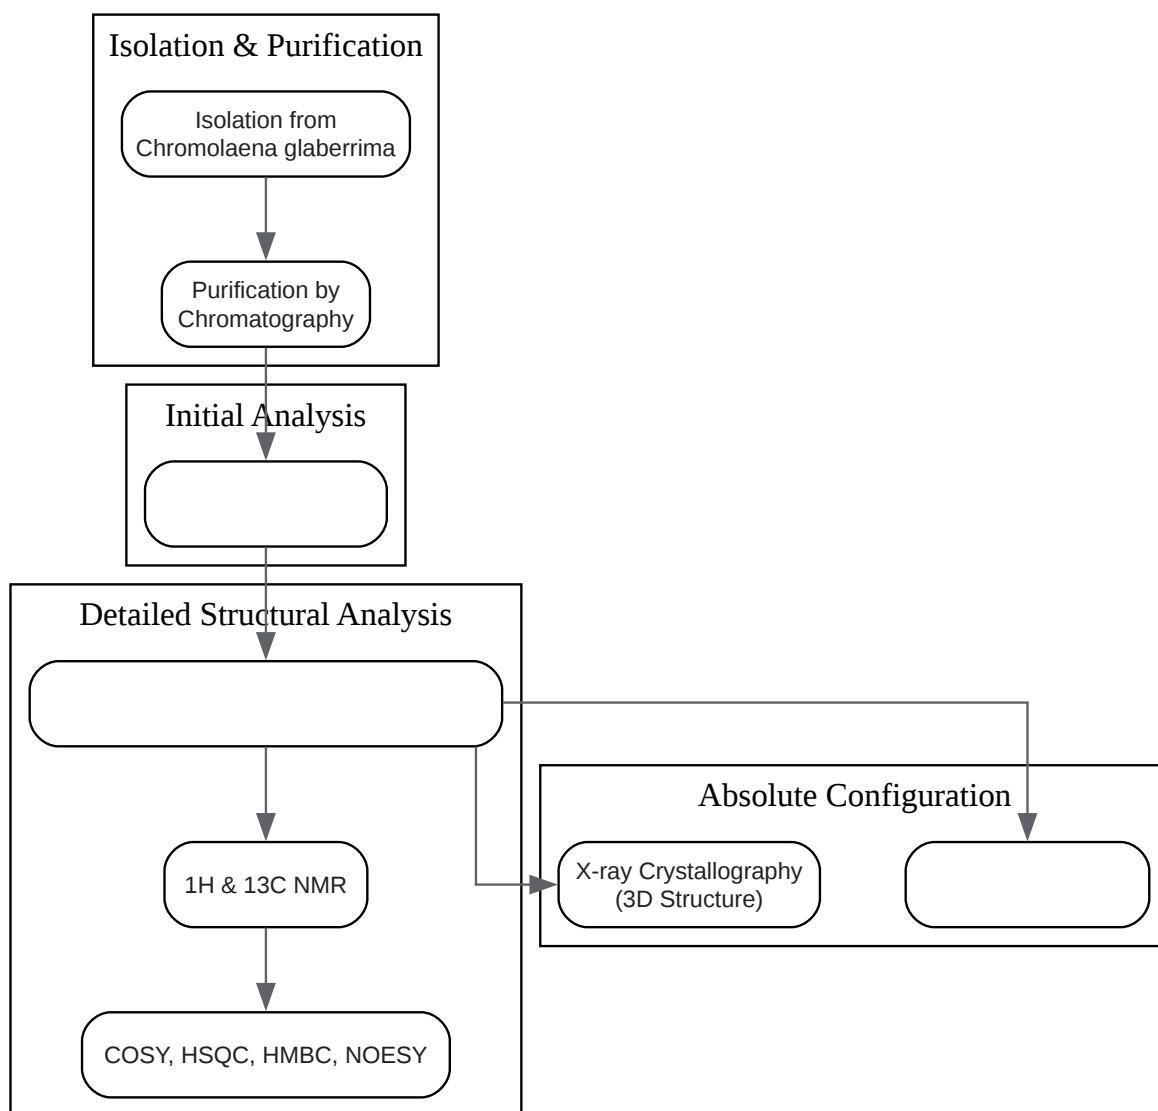 Isolation & Purification
Isolation from
Chromolaena glaberrima
Purification by
Chromatography
Initial Analysis
Detailed Structural Analysis
Absolute Configuration
X-ray Crystallography
(3D Structure)
1H & 13C NMR
COSY, HSQC, HMBC, NOESY